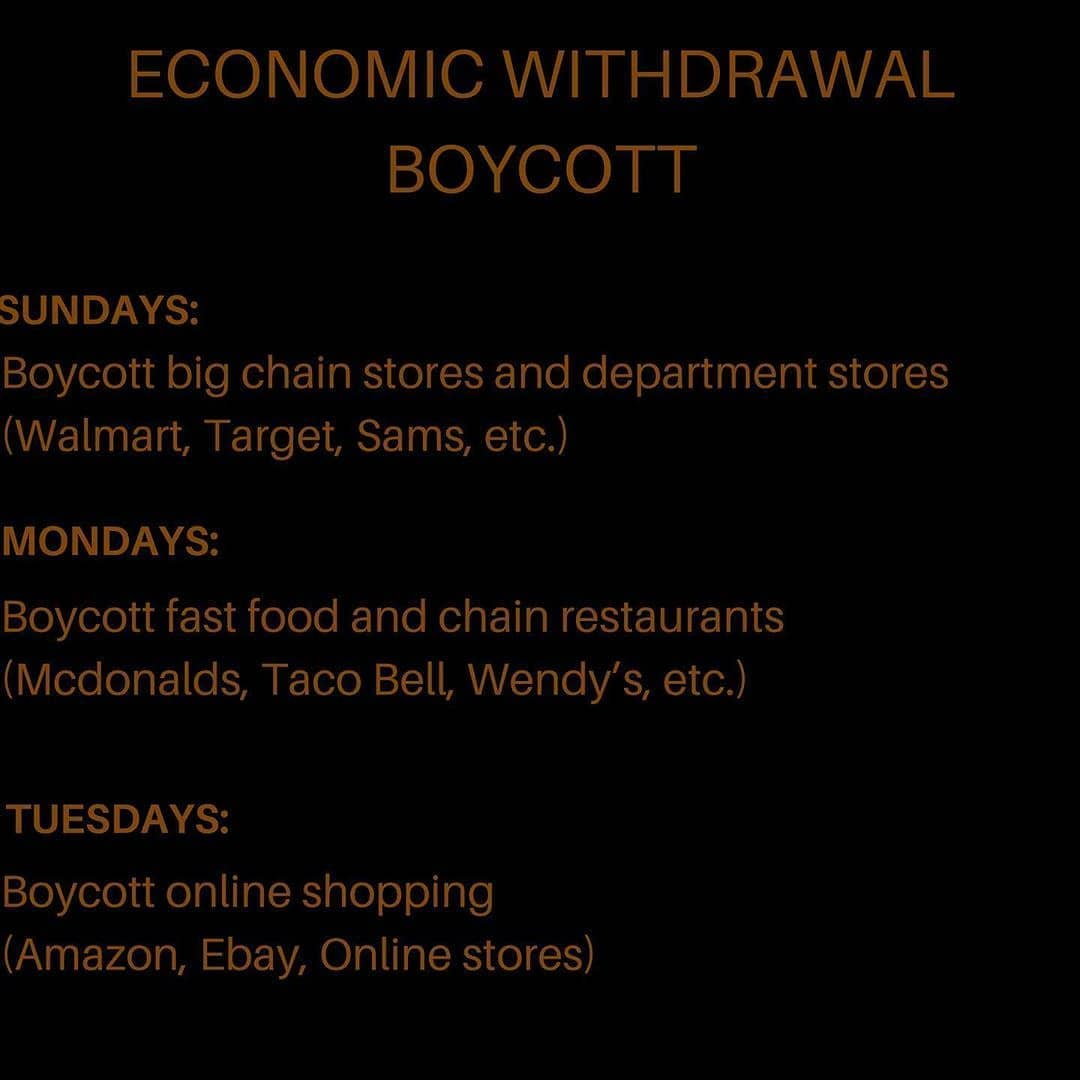 ECONOMIC WITHDRAWAL
BOYCOTT
SUNDAYS:
Boycott big chain stores and department stores
(Walmart, Target, Sams, etc.)
MONDAYS:
Boycott fast food and chain restaurants
(Mcdonalds, Taco Bell, Wendy’s, etc.)
TUESDAYS:
Boycott online shopping
(Amazon, Ebay, Online stores)